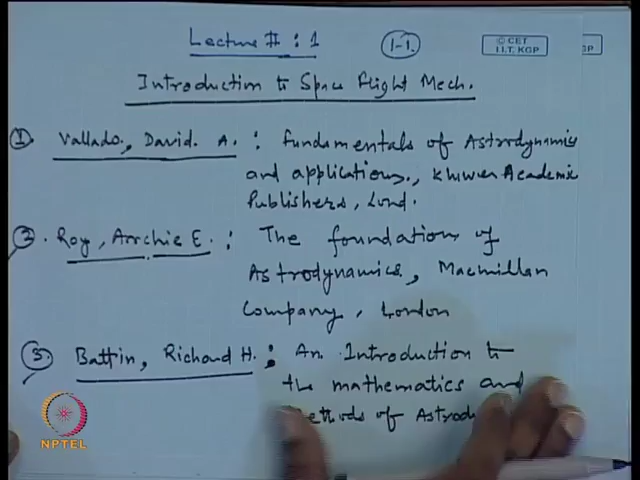 Lecture #: 1
1-1.
© CET
I.I.T. KGP
GP
Introduction to Space Flight Mech.
1. Vallado, David. A. : Fundamentals of Astrodynamics
and applications., Kluwer Academic
Publishers, Lond.
2. Roy, Archie E. : The foundation of
Astrodynamics, Macmillan
Company, London
3. Battin, Richard H. : An Introduction to
the mathematics and
methods of Astrod
NPTEL